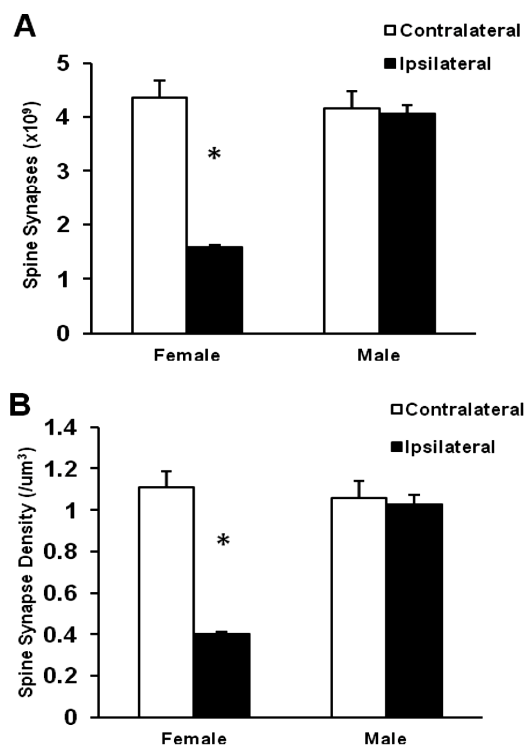 A
Contralateral
Ipsilateral
Spine Synapses (x10⁹)
5
4
3
2
1
0
*
Female
Male
B
Contralateral
Ipsilateral
Spine Synapse Density (/um³)
1.4
1.2
1
0.8
0.6
0.4
0.2
0
*
Female
Male